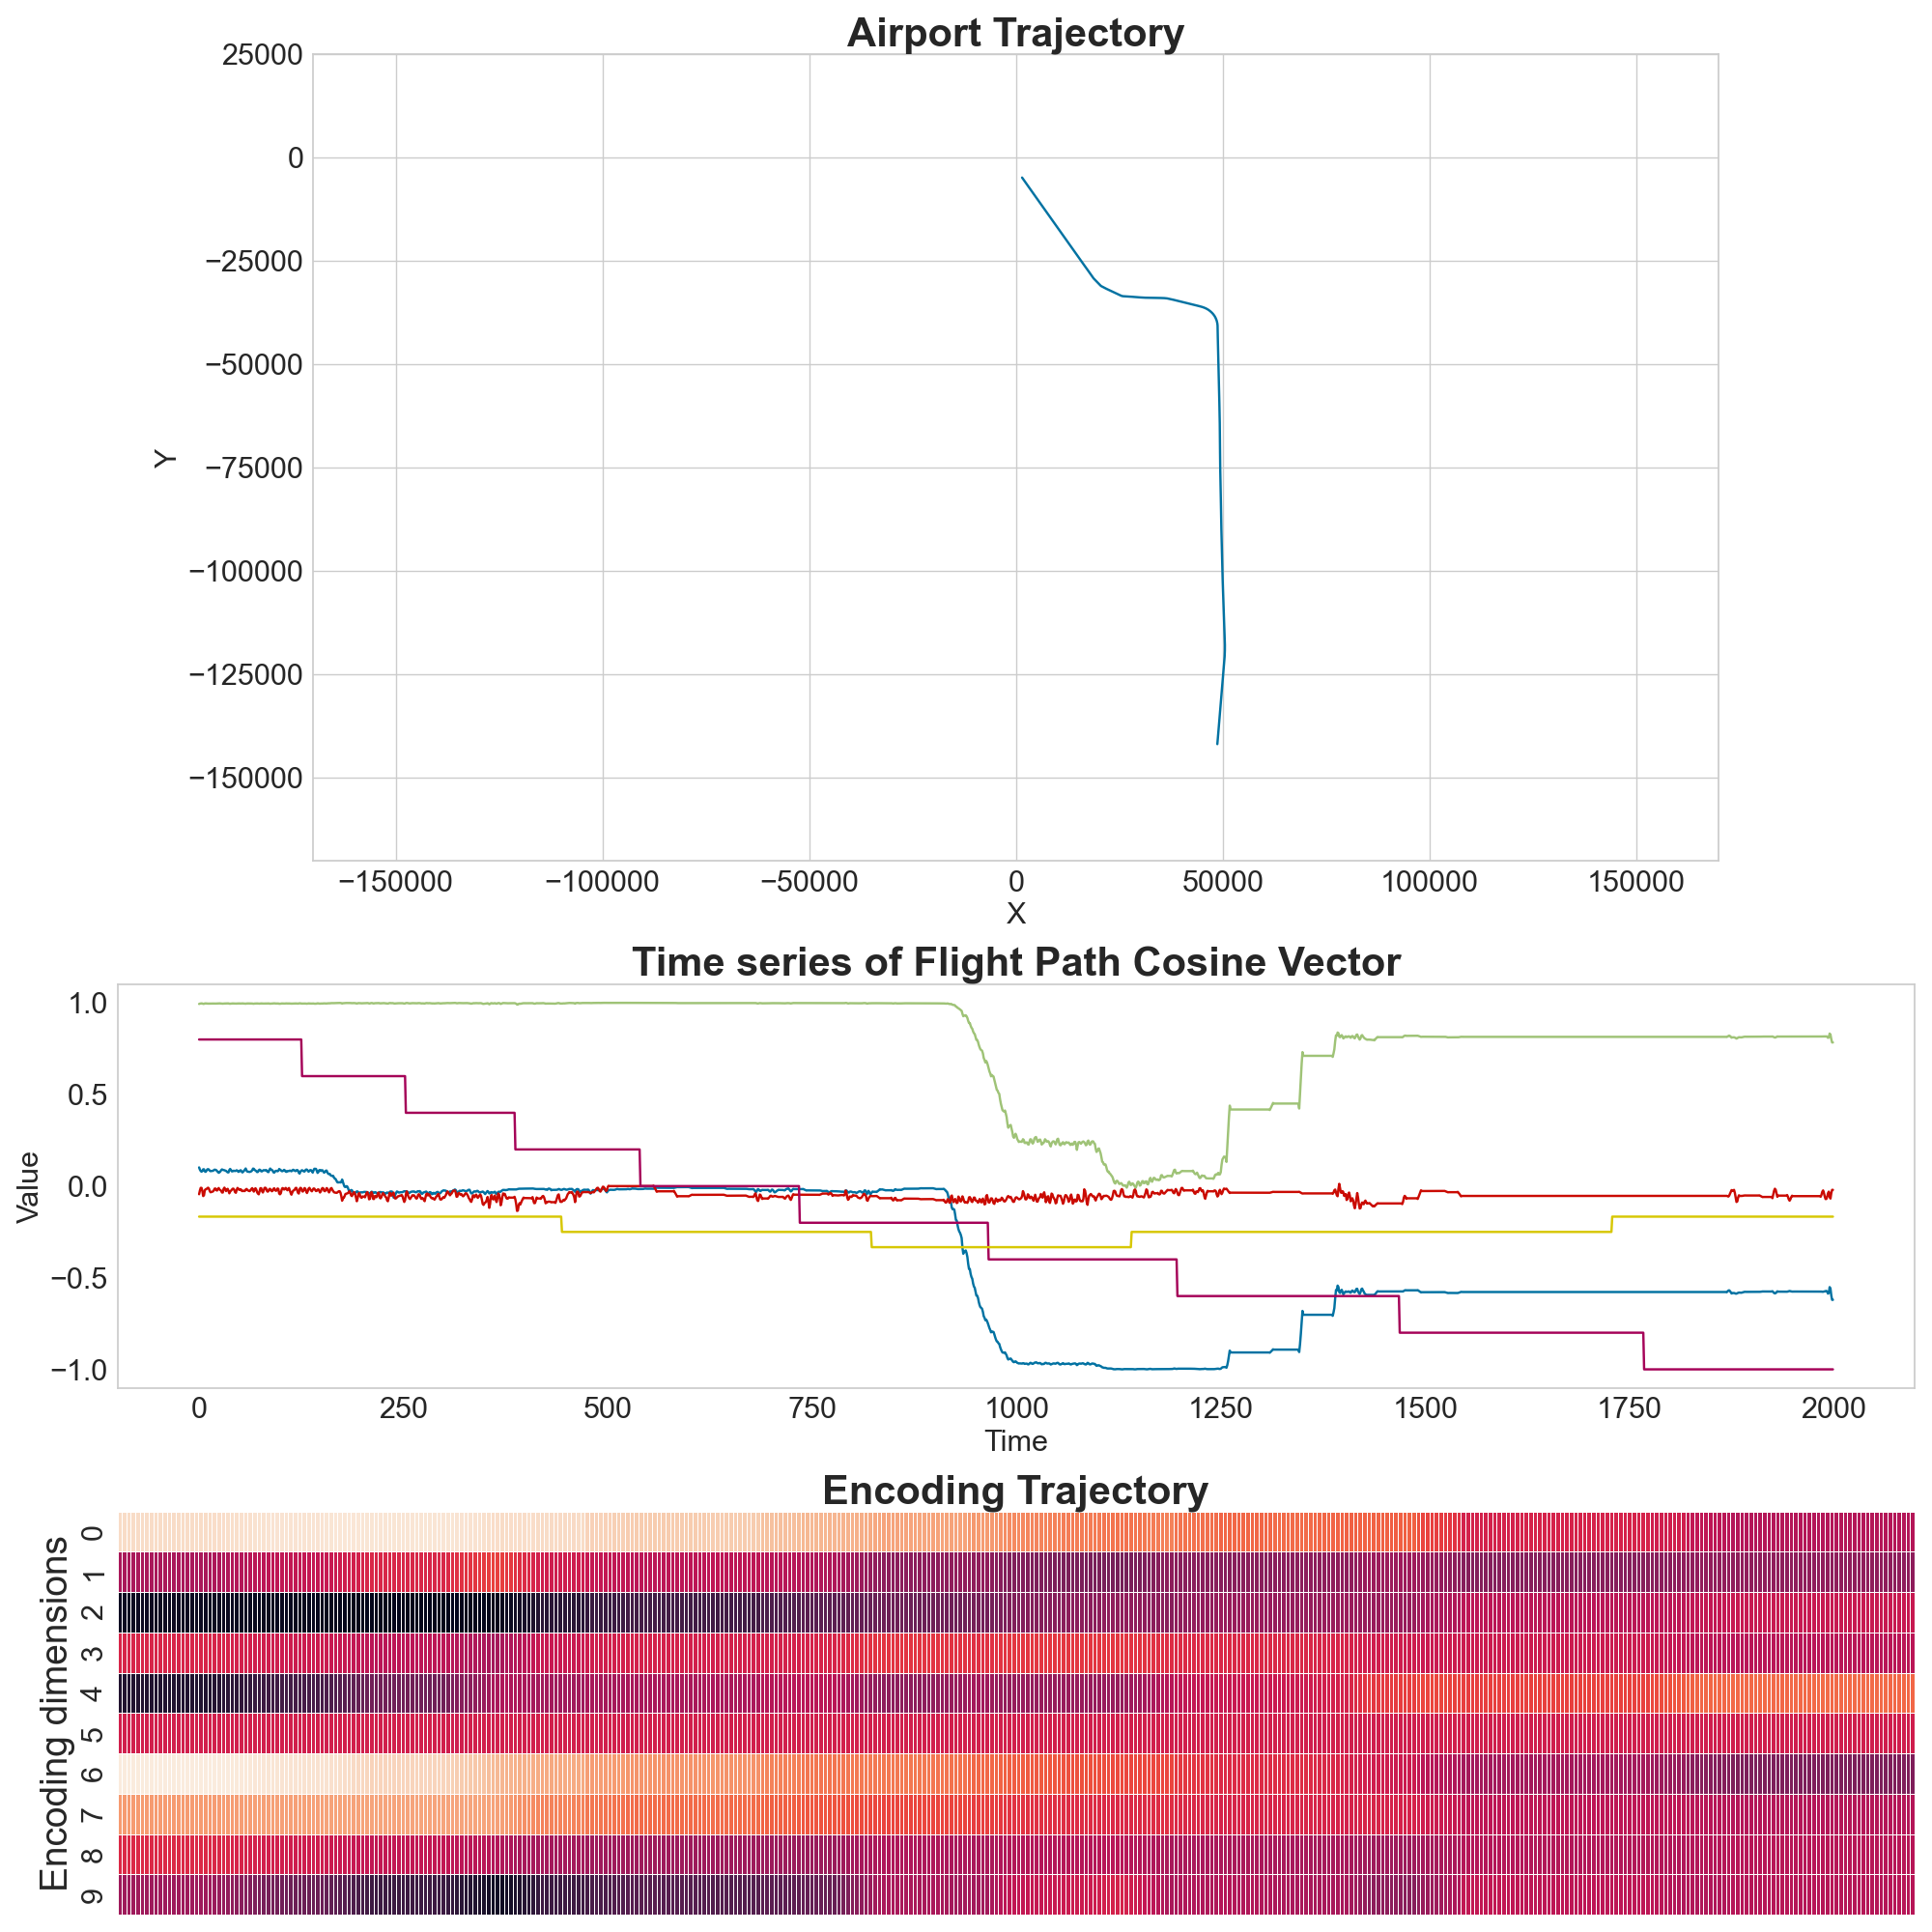 Airport Trajectory
25000
0
−25000
−50000
−75000
−100000
−125000
−150000
Y
−150000 −100000 −50000 0 50000 100000 150000
X
Time series of Flight Path Cosine Vector
1.0
0.5
0.0
−0.5
−1.0
Value
0 250 500 750 1000 1250 1500 1750 2000
Time
Encoding Trajectory
Encoding dimensions
0
1
2
3
4
5
6
7
8
9